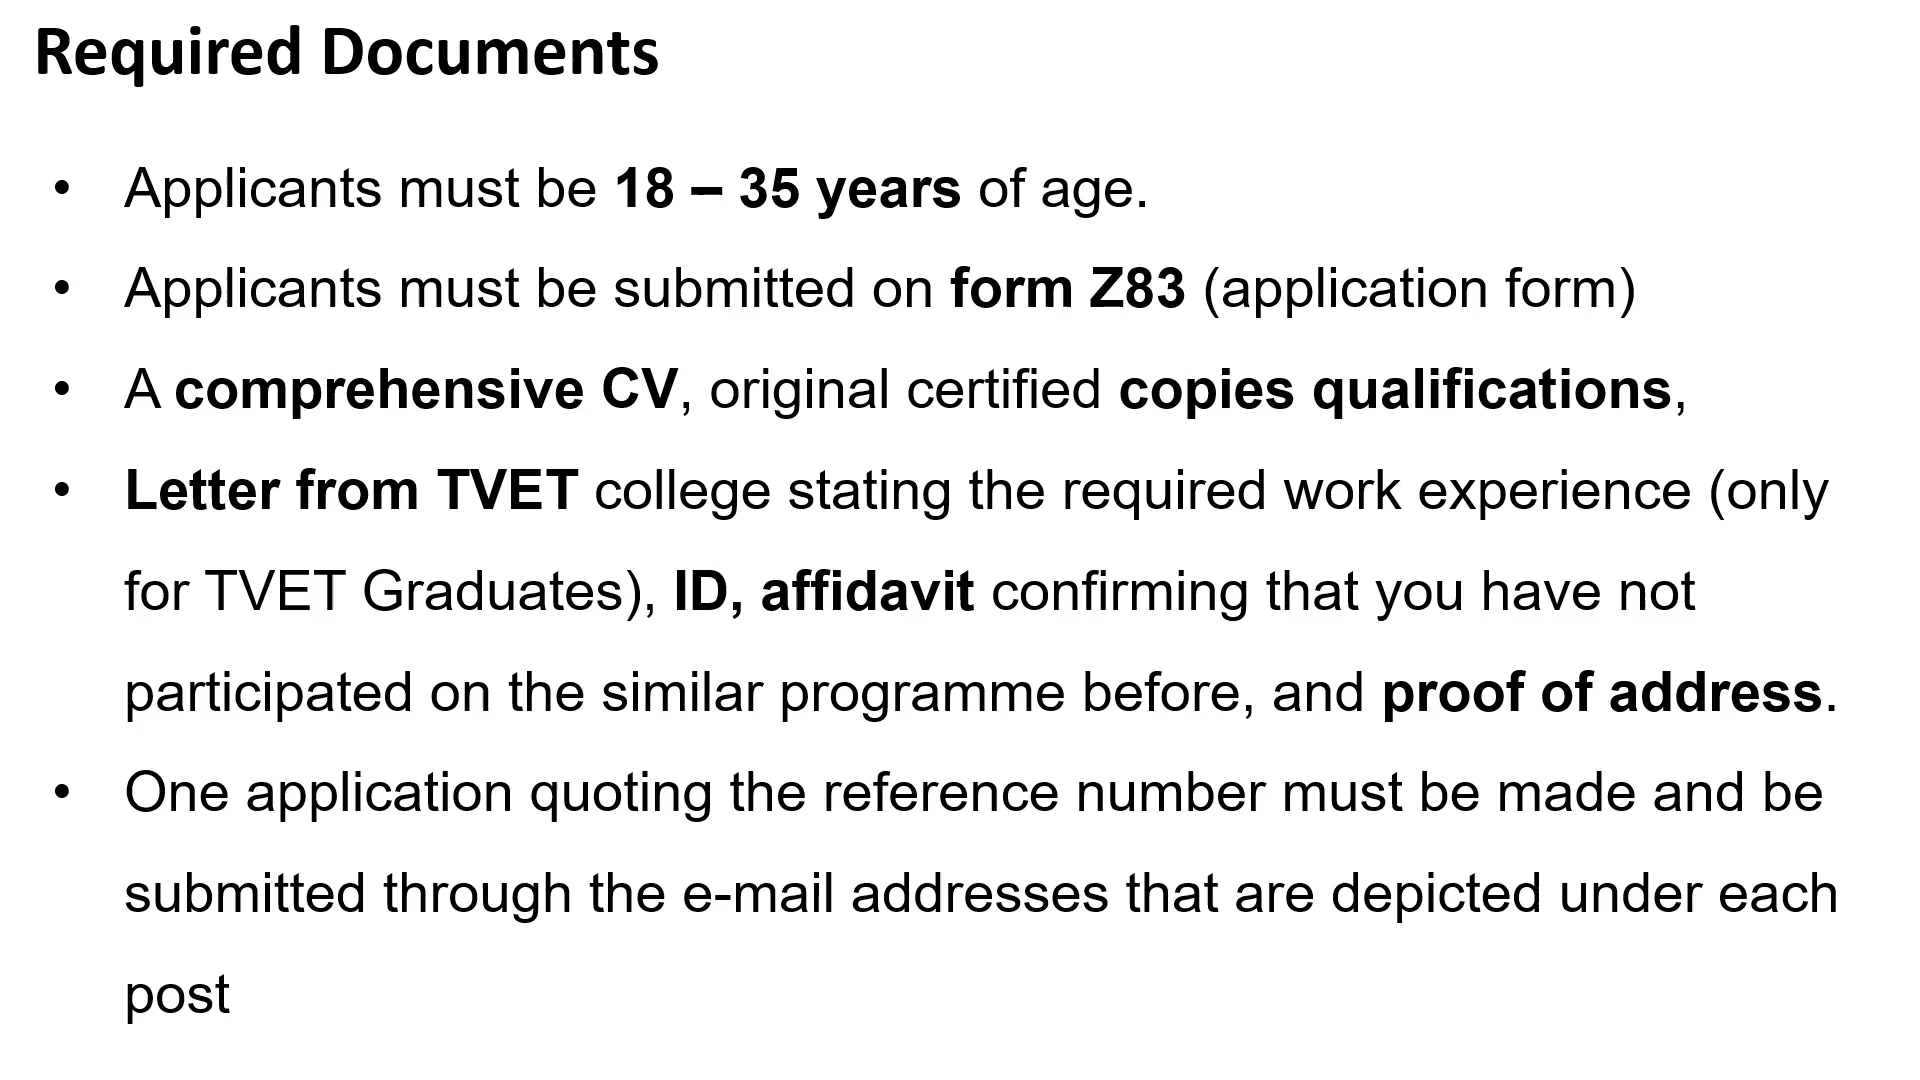 Required Documents
• Applicants must be 18 – 35 years of age.
• Applicants must be submitted on form Z83 (application form)
• A comprehensive CV, original certified copies qualifications,
• Letter from TVET college stating the required work experience (only
for TVET Graduates), ID, affidavit confirming that you have not
participated on the similar programme before, and proof of address.
• One application quoting the reference number must be made and be
submitted through the e-mail addresses that are depicted under each
post